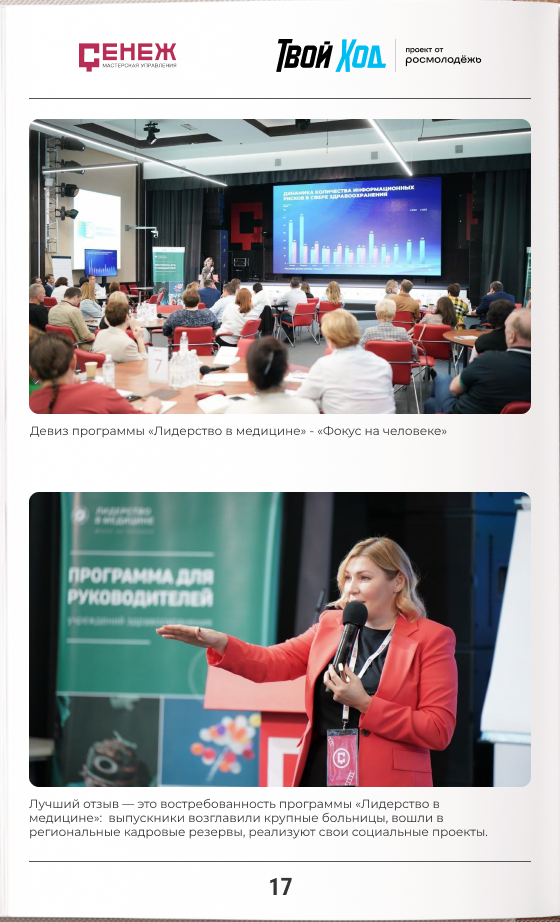 СЕНЕЖ
МАСТЕРСКАЯ УПРАВЛЕНИЯ
Твой Ход
проект от
росмолодёжь
ДИНАМИКА КОЛИЧЕСТВА ИНФОРМАЦИОННЫХ
РИСКОВ В СФЕРЕ ЗДРАВООХРАНЕНИЯ
7
Девиз программы «Лидерство в медицине» - «Фокус на человеке»
ЛИДЕРСТВО
В МЕДИЦИНЕ
ПРОГРАММА ДЛЯ
РУКОВОДИТЕЛЕЙ
учреждений здравоохранения
Лучший отзыв — это востребованность программы «Лидерство в
медицине»: выпускники возглавили крупные больницы, вошли в
региональные кадровые резервы, реализуют свои социальные проекты.
17